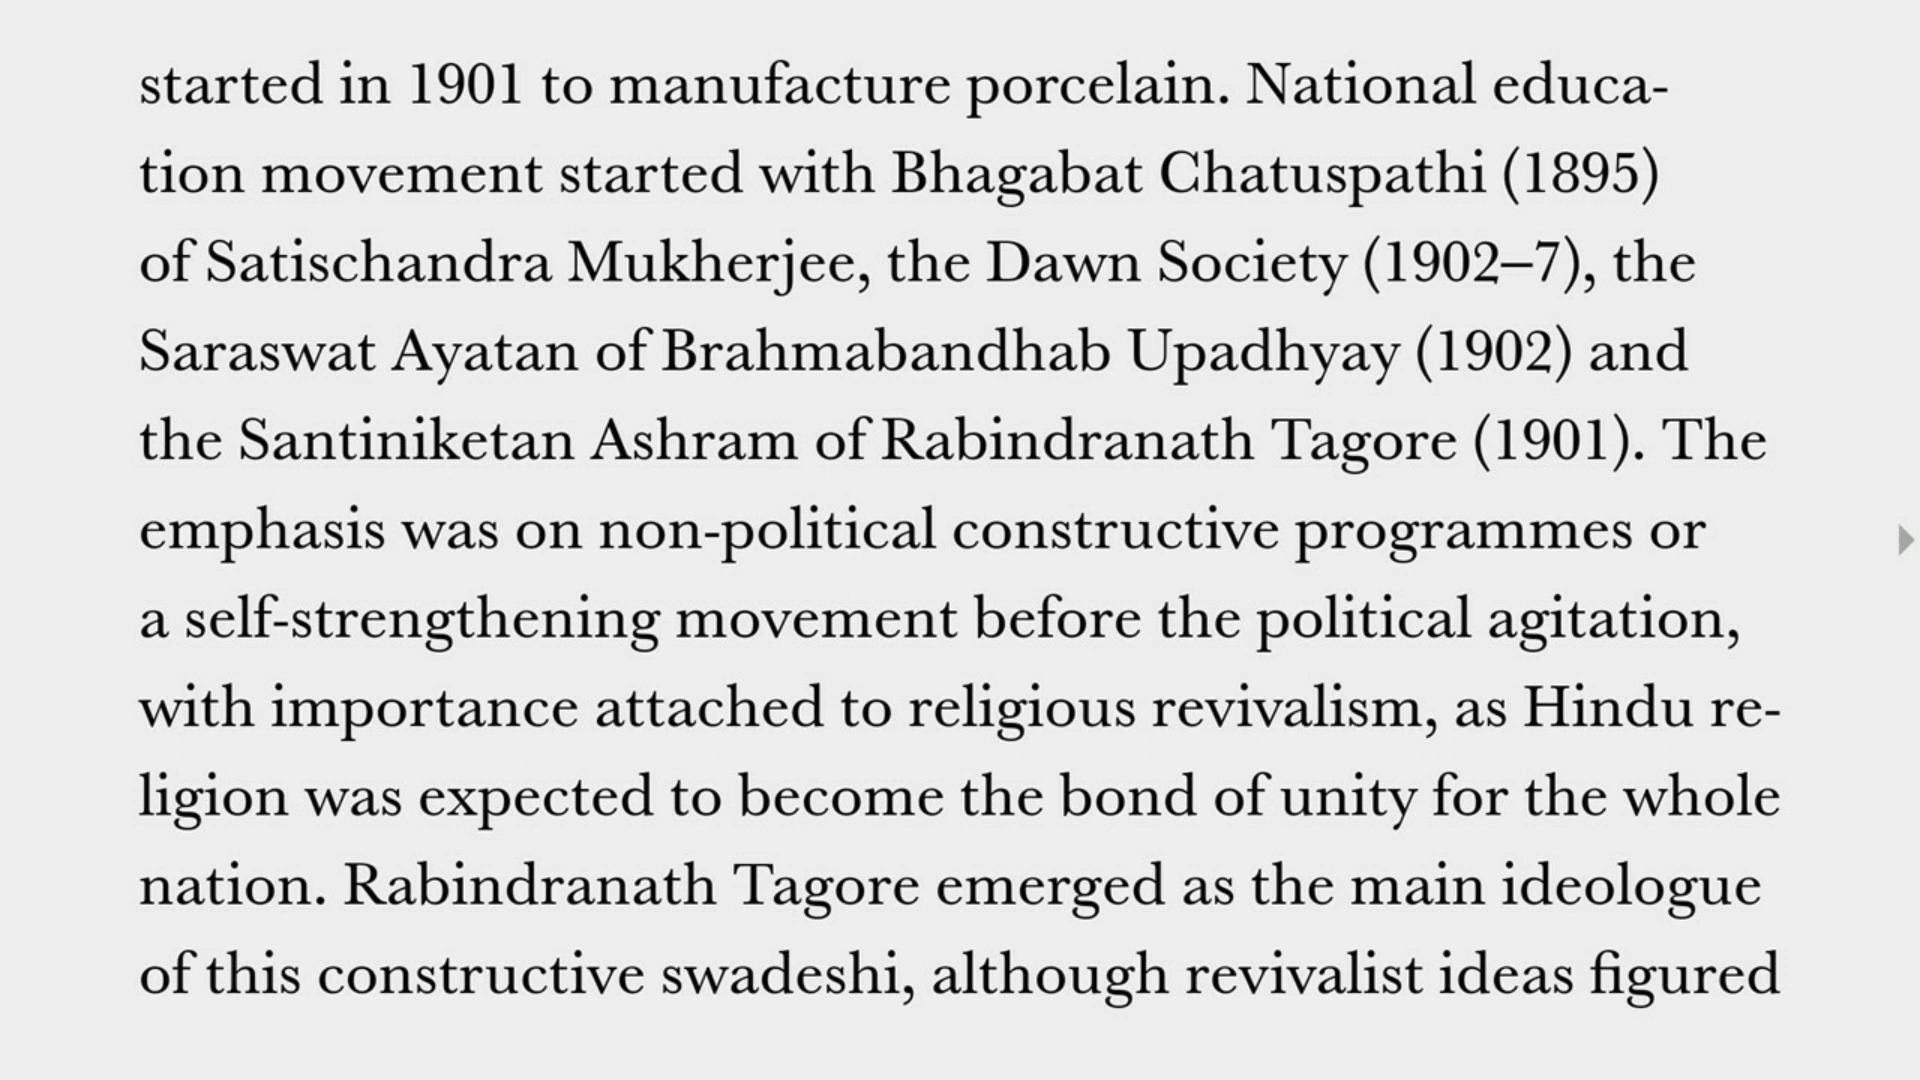 started in 1901 to manufacture porcelain. National educa-
tion movement started with Bhagabat Chatuspathi (1895)
of Satischandra Mukherjee, the Dawn Society (1902–7), the
Saraswat Ayatan of Brahmabandhab Upadhyay (1902) and
the Santiniketan Ashram of Rabindranath Tagore (1901). The
emphasis was on non-political constructive programmes or
a self-strengthening movement before the political agitation,
with importance attached to religious revivalism, as Hindu re-
ligion was expected to become the bond of unity for the whole
nation. Rabindranath Tagore emerged as the main ideologue
of this constructive swadeshi, although revivalist ideas figured